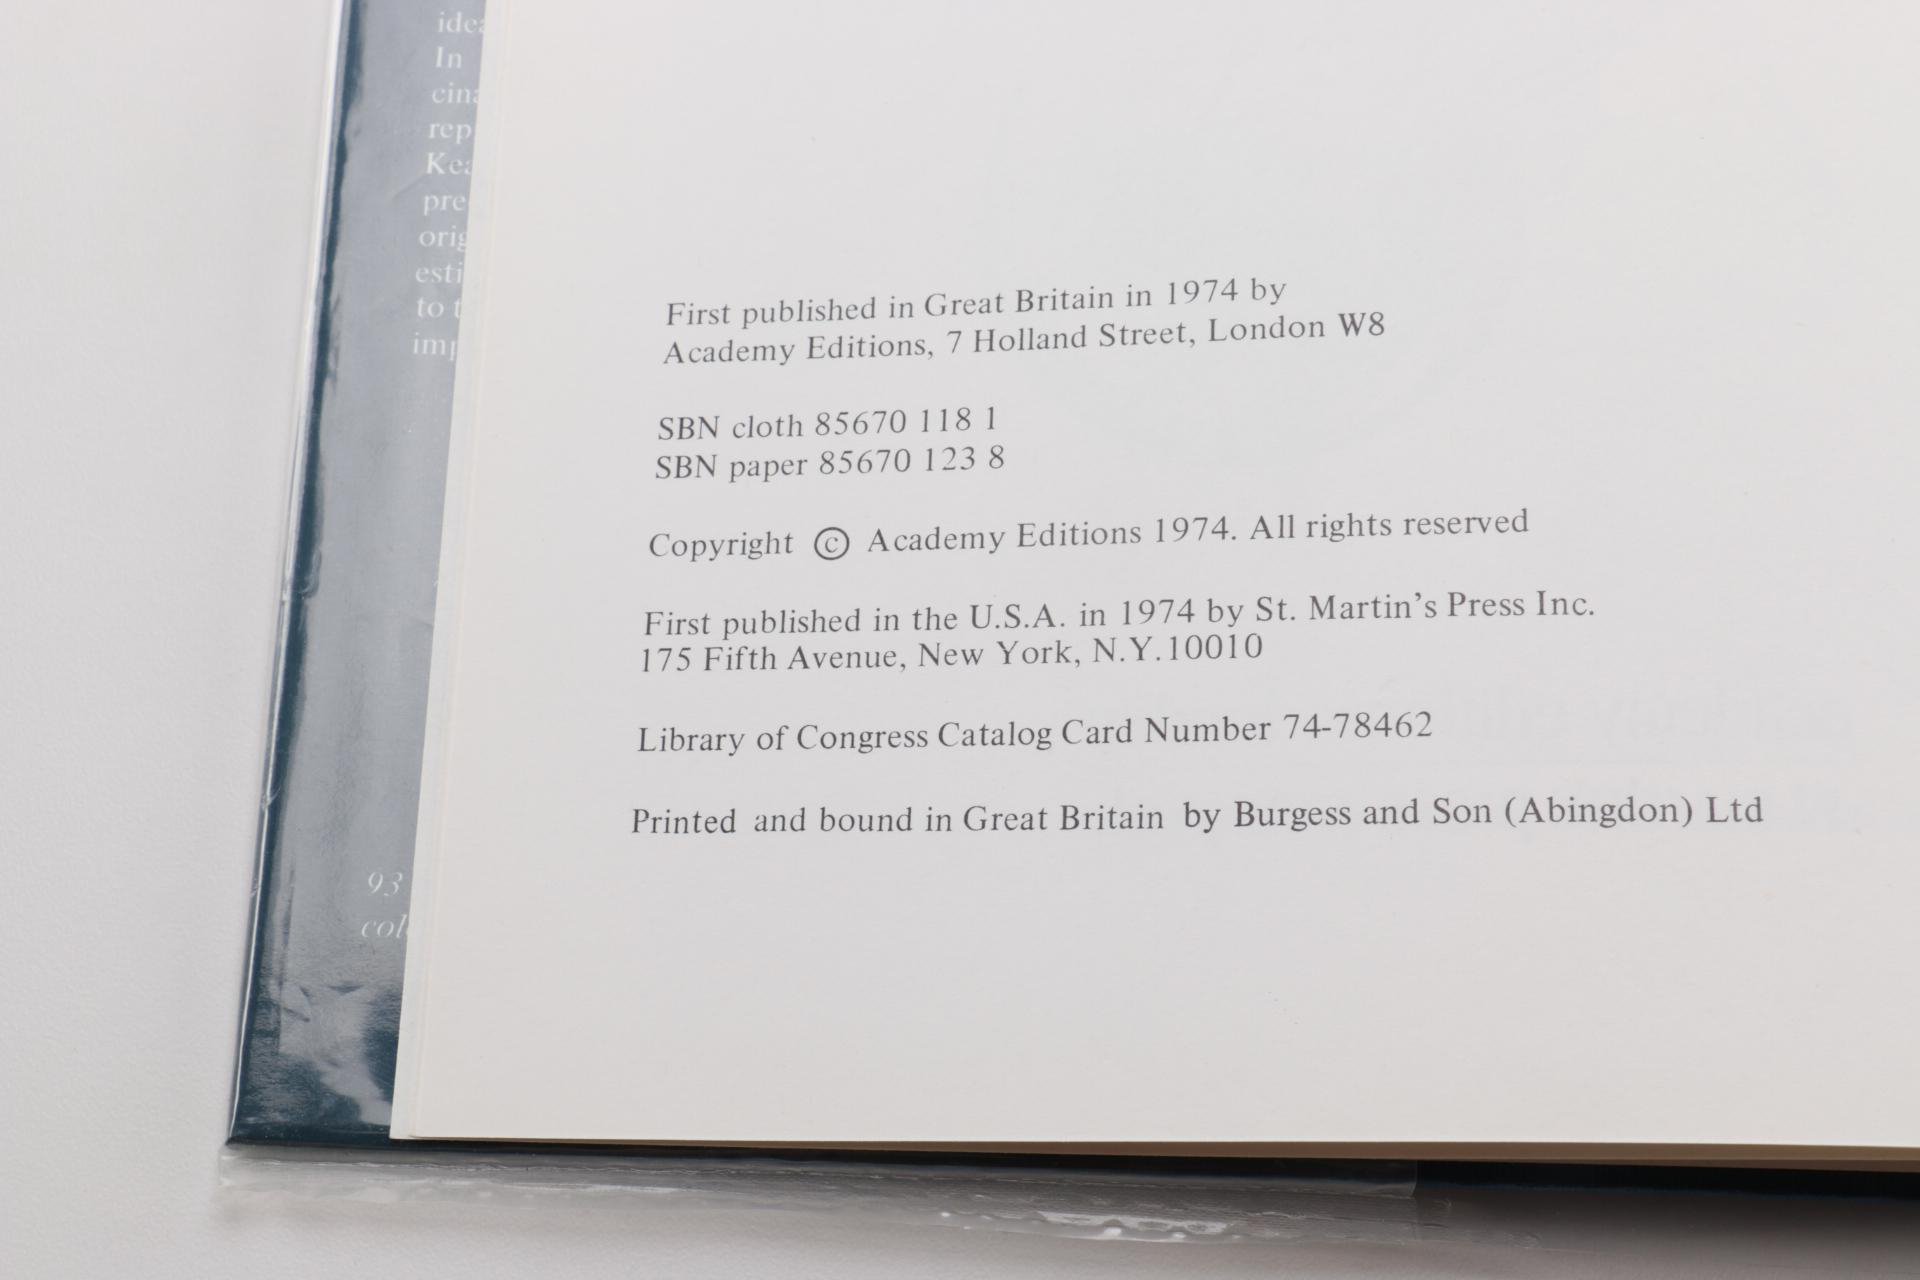 In
to
93
First published in Great Britain in 1974 by
Academy Editions, 7 Holland Street, London W8
SBN cloth 85670 118 1
SBN paper 85670 123 8
Copyright © Academy Editions 1974. All rights reserved
First published in the U.S.A. in 1974 by St. Martin's Press Inc.
175 Fifth Avenue, New York, N.Y.10010
Library of Congress Catalog Card Number 74-78462
Printed and bound in Great Britain by Burgess and Son (Abingdon) Ltd